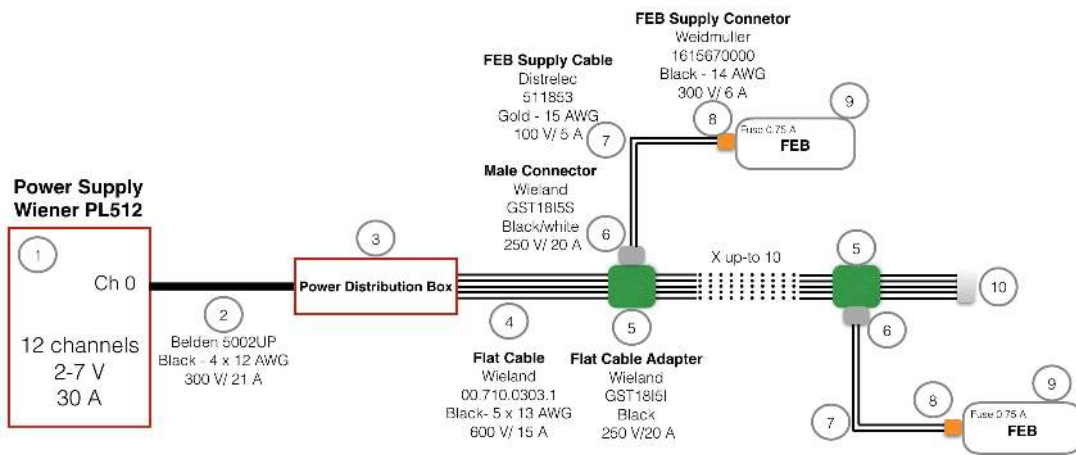 FEB Supply Connetor
Weidmuller
1615670000
Black - 14 AWG
300 V/ 6 A
FEB Supply Cable
Distrelec
511853
Gold - 15 AWG
100 V/ 5 A
7
8
9
Fuse 0.75 A
FEB
Male Connector
Wieland
GST18I5S
Black/white
250 V/ 20 A
6
Power Supply
Wiener PL512
1
Ch 0
12 channels
2-7 V
30 A
2
Belden 5002UP
Black - 4 x 12 AWG
300 V/ 21 A
3
Power Distribution Box
4
Flat Cable
Wieland
00.710.0303.1
Black- 5 x 13 AWG
600 V/ 15 A
5
Flat Cable Adapter
Wieland
GST18I5I
Black
250 V/20 A
X up-to 10
5
10
6
7
8
9
Fuse 0.75 A
FEB